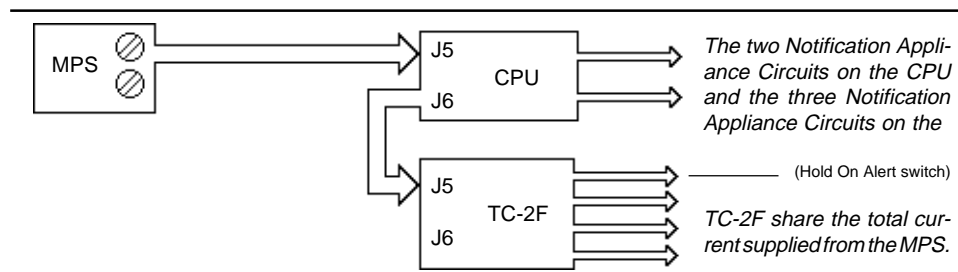 MPS
J5
CPU
J6
The two Notification Appli-
ance Circuits on the CPU
and the three Notification
Appliance Circuits on the
J5
TC-2F
J6
(Hold On Alert switch)
TC-2F share the total cur-
rent supplied from the MPS.